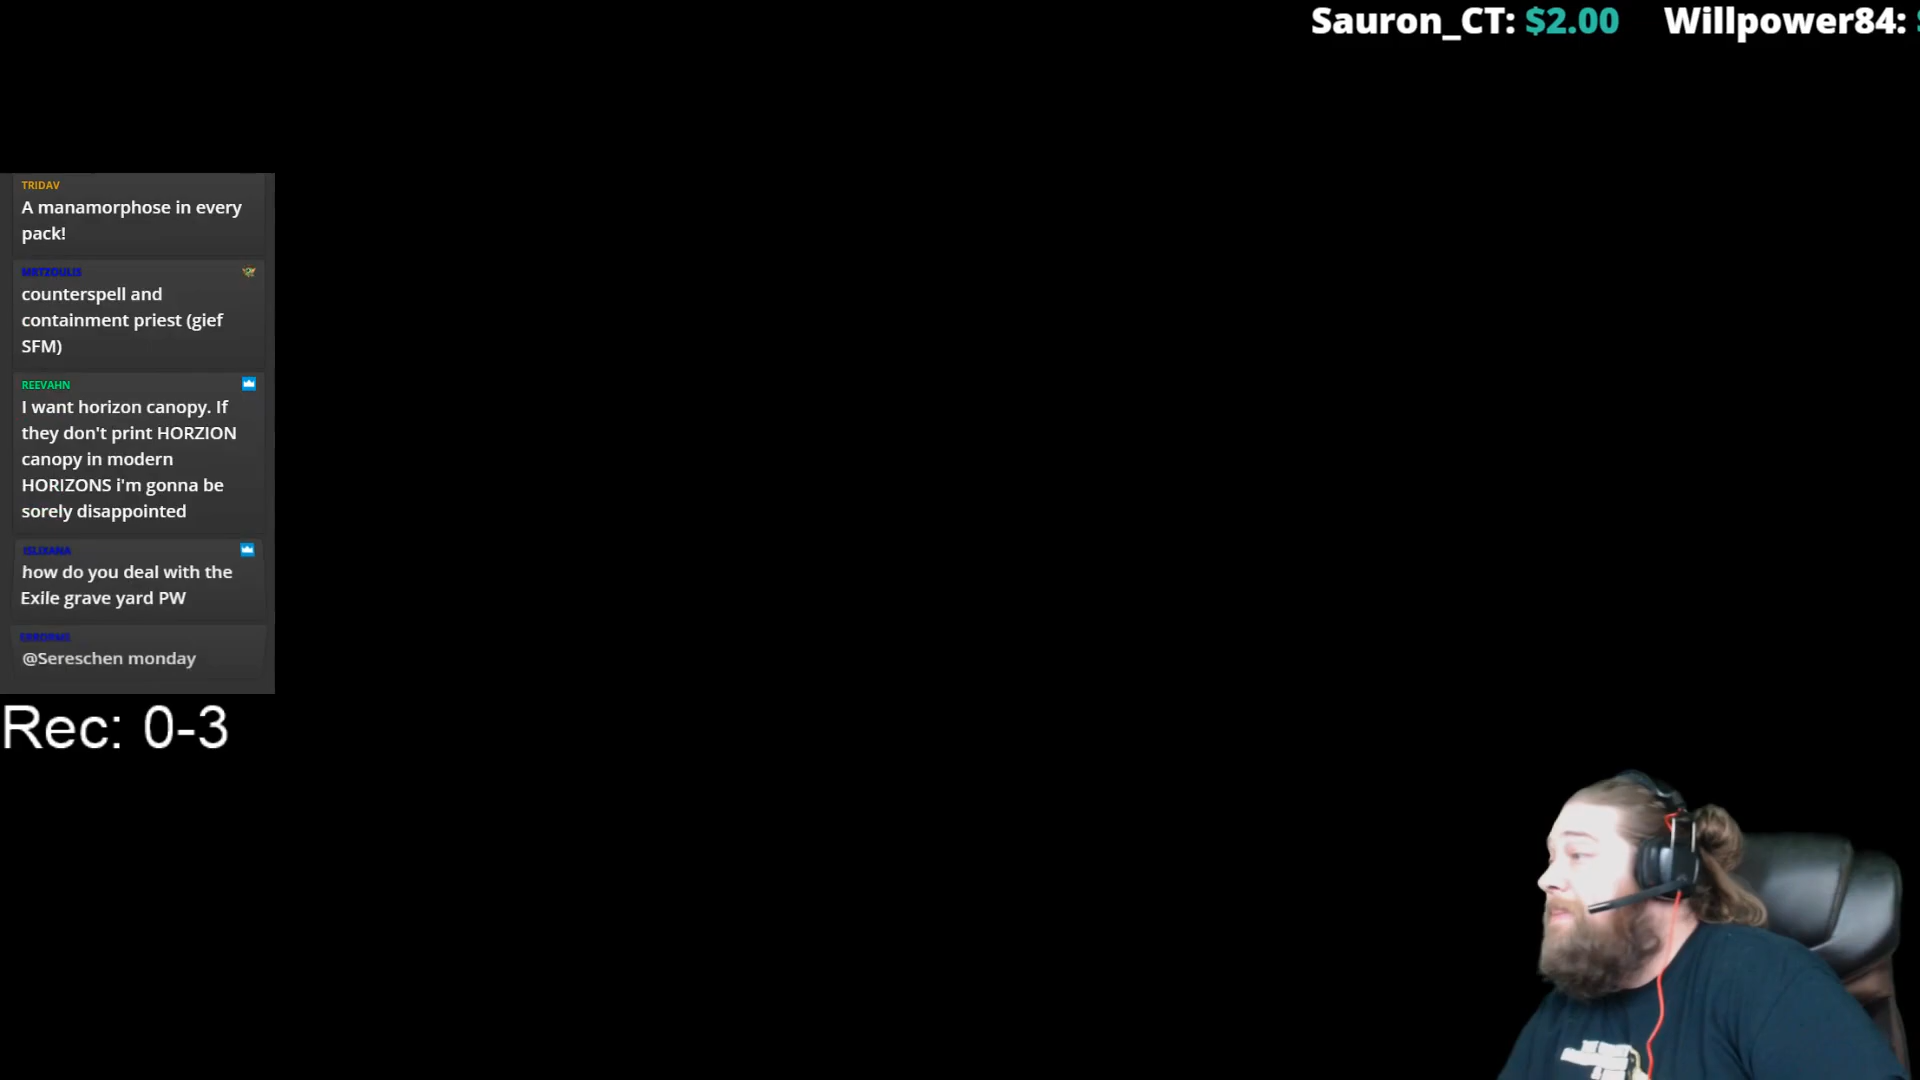 Sauron_CT: $2.00 Willpower84:
TRIDAV
A manamorphose in every
pack!
MRTZOULIS
counterspell and
containment priest (gief
SFM)
REEVAHN
I want horizon canopy. If
they don't print HORZION
canopy in modern
HORIZONS i'm gonna be
sorely disappointed
how do you deal with the
Exile grave yard PW
@Sereschen monday
Rec: 0-3